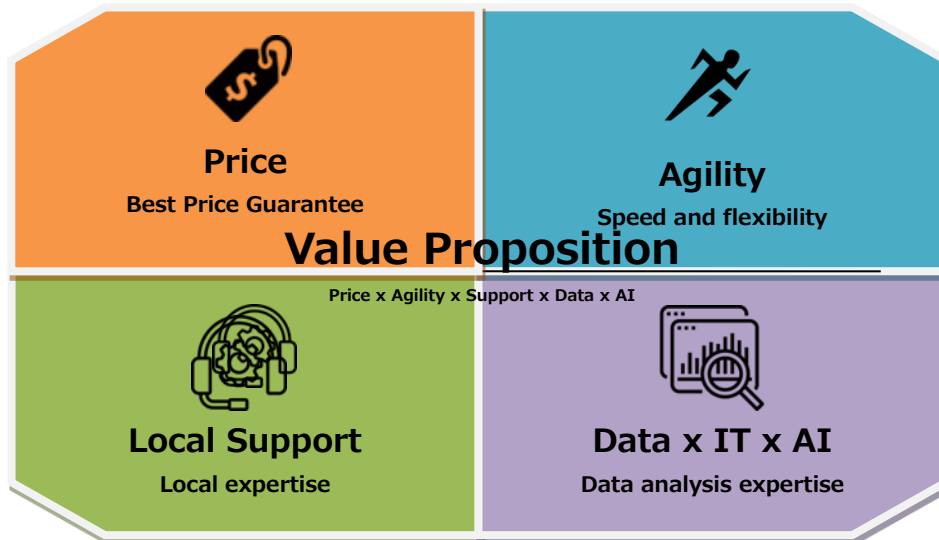 $
Price
Best Price Guarantee
Agility
Speed and flexibility
Value Proposition
Price x Agility x Support x Data x AI
Local Support
Local expertise
Data x IT x AI
Data analysis expertise